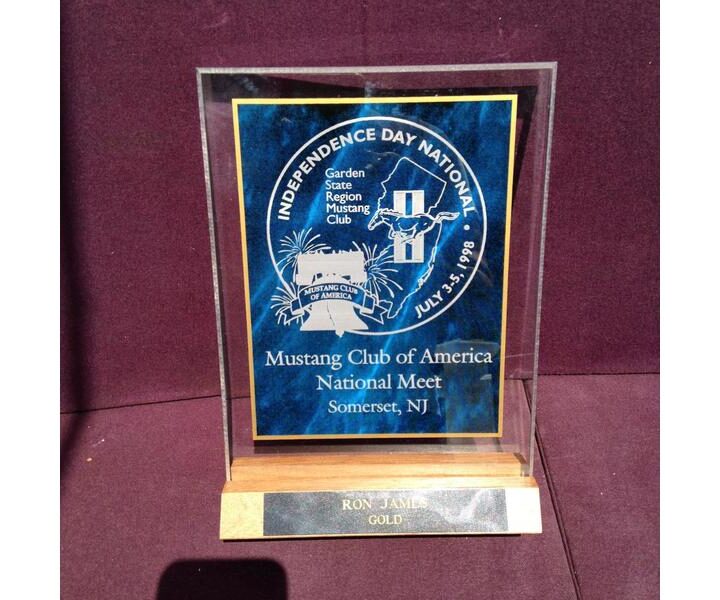 INDEPENDENCE DAY NATIONAL • JULY 3-5, 1998
Garden
State
Region
Mustang
Club
MUSTANG CLUB
OF AMERICA
Mustang Club of America
National Meet
Somerset, NJ
RON JAMES
GOLD